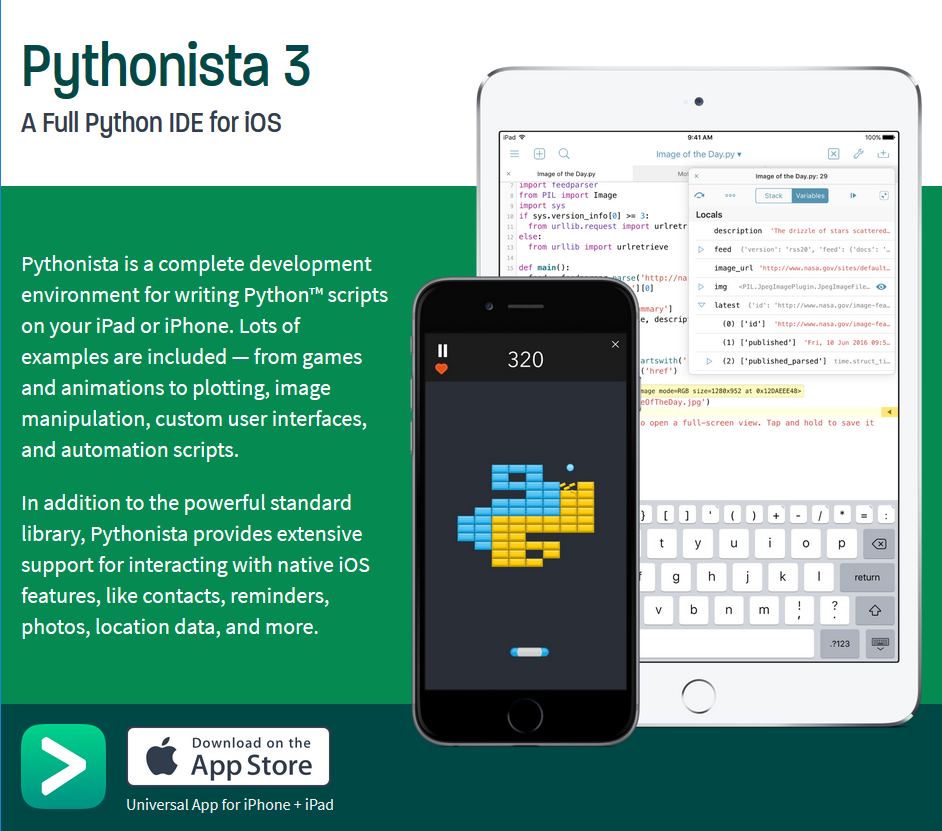 Pythonista 3
A Full Python IDE for iOS
Pythonista is a complete development
environment for writing Python™ scripts
on your iPad or iPhone. Lots of
examples are included — from games
and animations to plotting, image
manipulation, custom user interfaces,
and automation scripts.
In addition to the powerful standard
library, Pythonista provides extensive
support for interacting with native iOS
features, like contacts, reminders,
photos, location data, and more.
iPad 9:41 AM 100%
Image of the Day.py ▾
× Image of the Day.py
× Image of the Day.py: 29
Stack Variables
Locals
description 'The drizzle of stars scattered…
feed {'version': 'rss20', 'feed': {'docs': '…
image_url "http://www.nasa.gov/sites/default…
img <PIL.JpegImagePlugin.JpegImageFile…
latest {'id': 'http://www.nasa.gov/image-fea…
(0) ['id'] 'http://www.nasa.gov/image-fea…
(1) ['published'] 'Fri, 10 Jun 2016 09:5…
(2) ['published_parsed'] time.struct_ti…
7 import feedparser
8 from PIL import Image
9 import sys
10 if sys.version_info[0] >= 3:
11 from urllib.request import urlretr
12 else:
13 from urllib import urlretrieve
14
15 def main():
parse('http://na
'][0]
mmary']
e, descrip
artswith('
('href')
mage mode=RGB size=1280x952 at 0x12DAEEE48>
eOfTheDay.jpg')
o open a full-screen view. Tap and hold to save it
320
×
} [ ] ' ( ) + - / * = :
t y u i o p
f g h j k l return
v b n m ! , ? .
.?123
Download on the
App Store
Universal App for iPhone + iPad